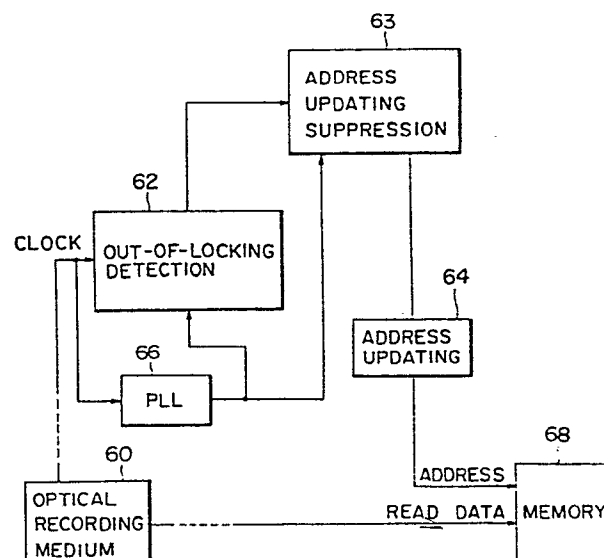 63
ADDRESS
UPDATING
SUPPRESSION
62
CLOCK
OUT-OF-LOCKING
DETECTION
64
ADDRESS
UPDATING
66
PLL
60
OPTICAL
RECORDING
MEDIUM
68
ADDRESS
READ DATA
MEMORY